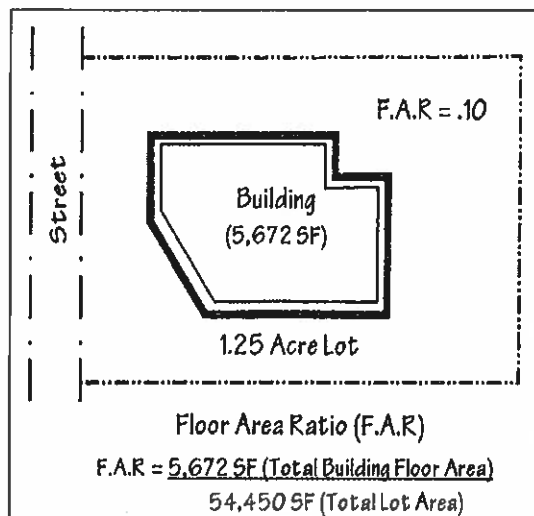 F.A.R = .10
Street
Building
(5,672 SF)
1.25 Acre Lot
Floor Area Ratio (F.A.R)
F.A.R = 5,672 SF (Total Building Floor Area)
54,450 SF (Total Lot Area)